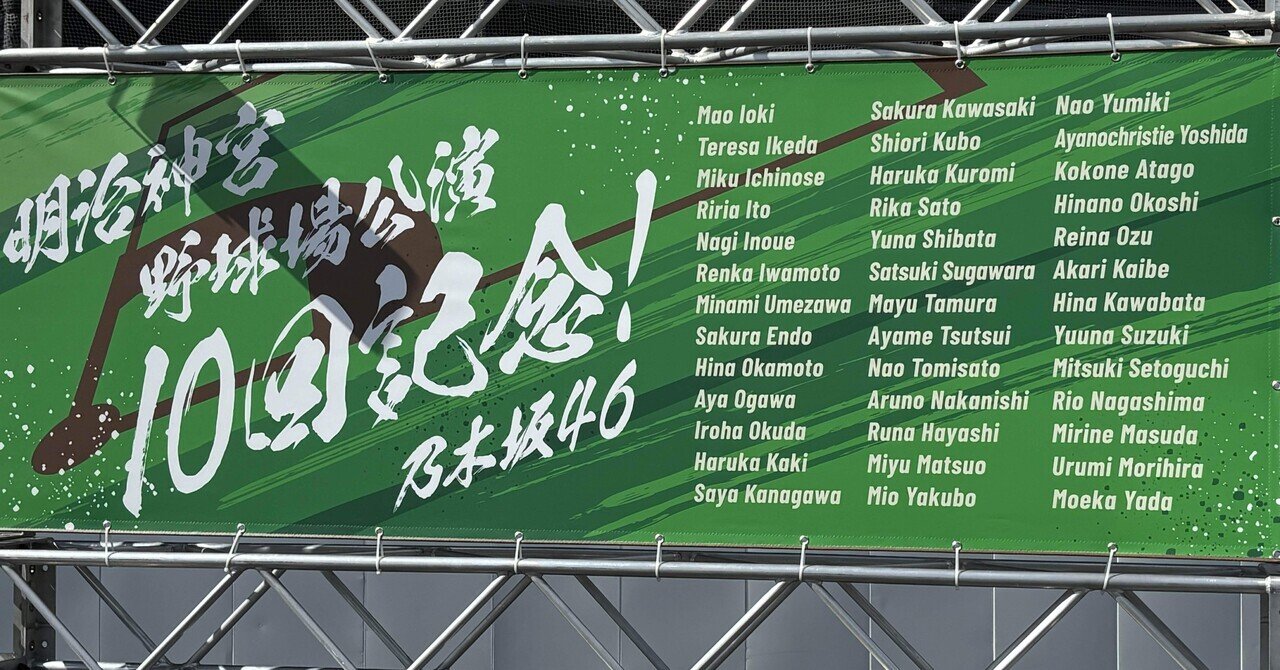 明治神宮
野球場公演
10回記念!
乃木坂46
Mao Ioki
Teresa Ikeda
Miku Ichinose
Riria Ito
Nagi Inoue
Renka Iwamoto
Minami Umezawa
Sakura Endo
Hina Okamoto
Aya Ogawa
Iroha Okuda
Haruka Kaki
Saya Kanagawa
Sakura Kawasaki
Shiori Kubo
Haruka Kuromi
Rika Sato
Yuna Shibata
Satsuki Sugawara
Mayu Tamura
Ayame Tsutsui
Nao Tomisato
Aruno Nakanishi
Runa Hayashi
Miyu Matsuo
Mio Yakubo
Nao Yumiki
Ayanochristie Yoshida
Kokone Atago
Hinano Okoshi
Reina Ozu
Akari Kaibe
Hina Kawabata
Yuuna Suzuki
Mitsuki Setoguchi
Rio Nagashima
Mirine Masuda
Urumi Morihira
Moeka Yada